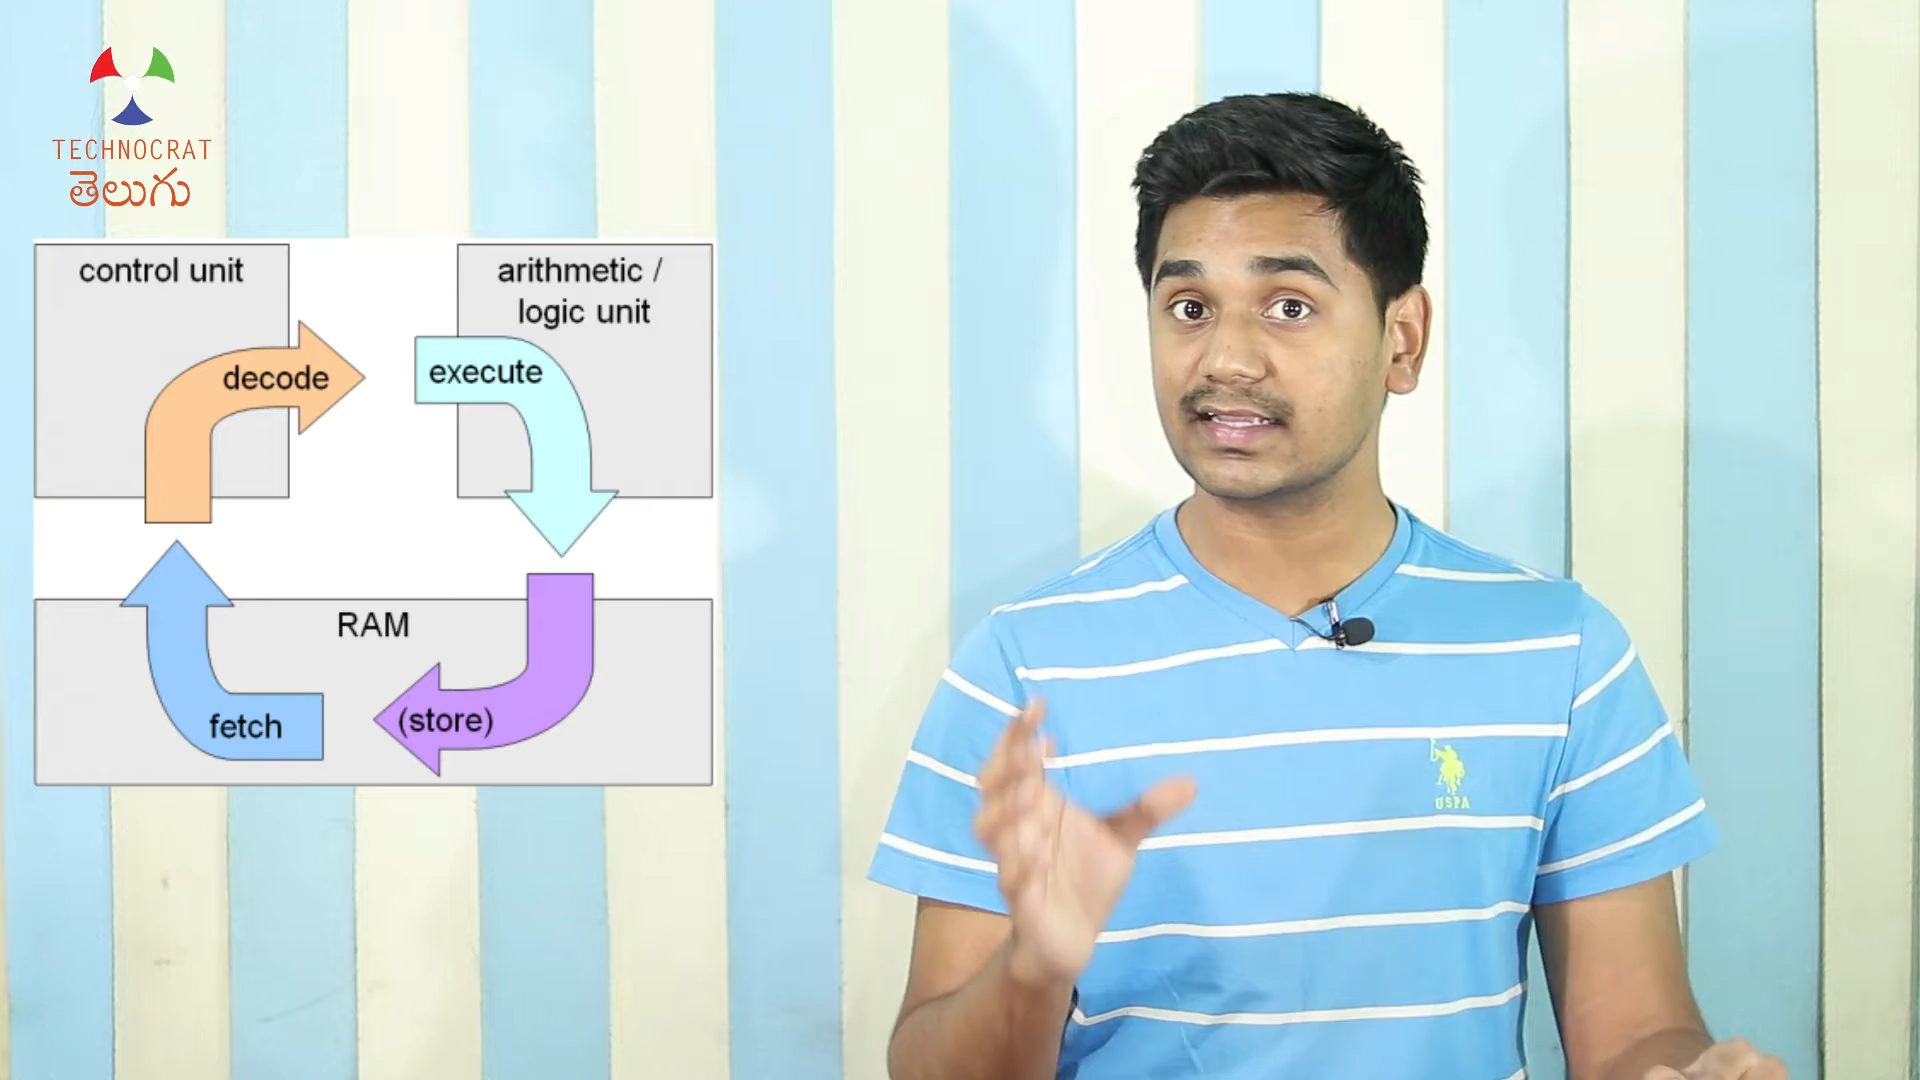 TECHNOCRAT
తెలుగు
control unit
arithmetic /
logic unit
decode
execute
RAM
fetch
(store)
USPA